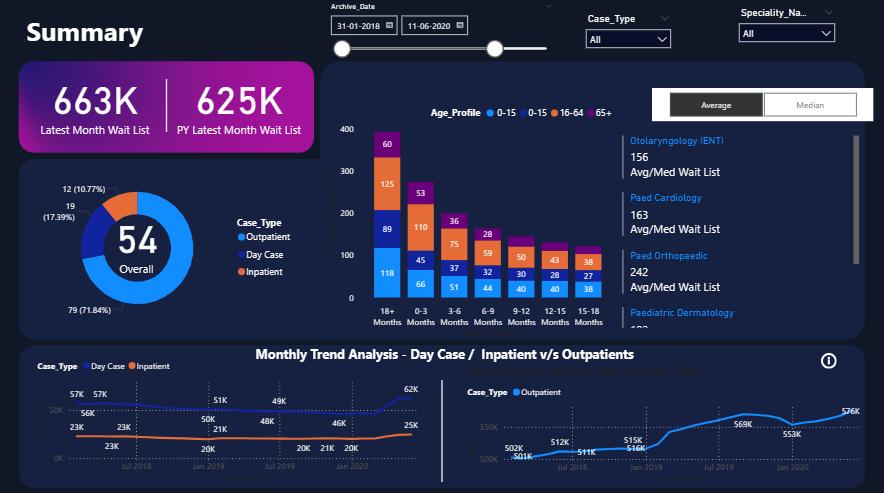 Summary
Archive_Date
31-01-2018
11-06-2020
Case_Type
All
Speciality_Na...
All
663K
Latest Month Wait List
625K
PY Latest Month Wait List
Average
Median
Age_Profile 0-15 0-15 16-64 65+
400
300
200
100
0
60
125
89
118
53
110
45
66
36
75
37
51
28
59
32
44
50
30
40
43
28
40
38
27
38
18+
Months
0-3
Months
3-6
Months
6-9
Months
9-12
Months
12-15
Months
15-18
Months
Otolaryngology (ENT)
156
Avg/Med Wait List
Paed Cardiology
163
Avg/Med Wait List
Paed Orthopaedic
242
Avg/Med Wait List
Paediatric Dermatology
12 (10.77%)
19
(17.39%)
54
Overall
79 (71.84%)
Case_Type
Outpatient
Day Case
Inpatient
Monthly Trend Analysis - Day Case / Inpatient v/s Outpatients
Case_Type Day Case Inpatient
57K
57K
56K
50K
51K
49K
48K
46K
62K
23K
23K
23K
20K
21K
20K
21K
20K
25K
50K
0K
Jul 2018
Jan 2019
Jul 2019
Jan 2020
Case_Type Outpatient
550K
500K
502K
501K
512K
511K
515K
516K
569K
553K
576K
Jul 2018
Jan 2019
Jul 2019
Jan 2020